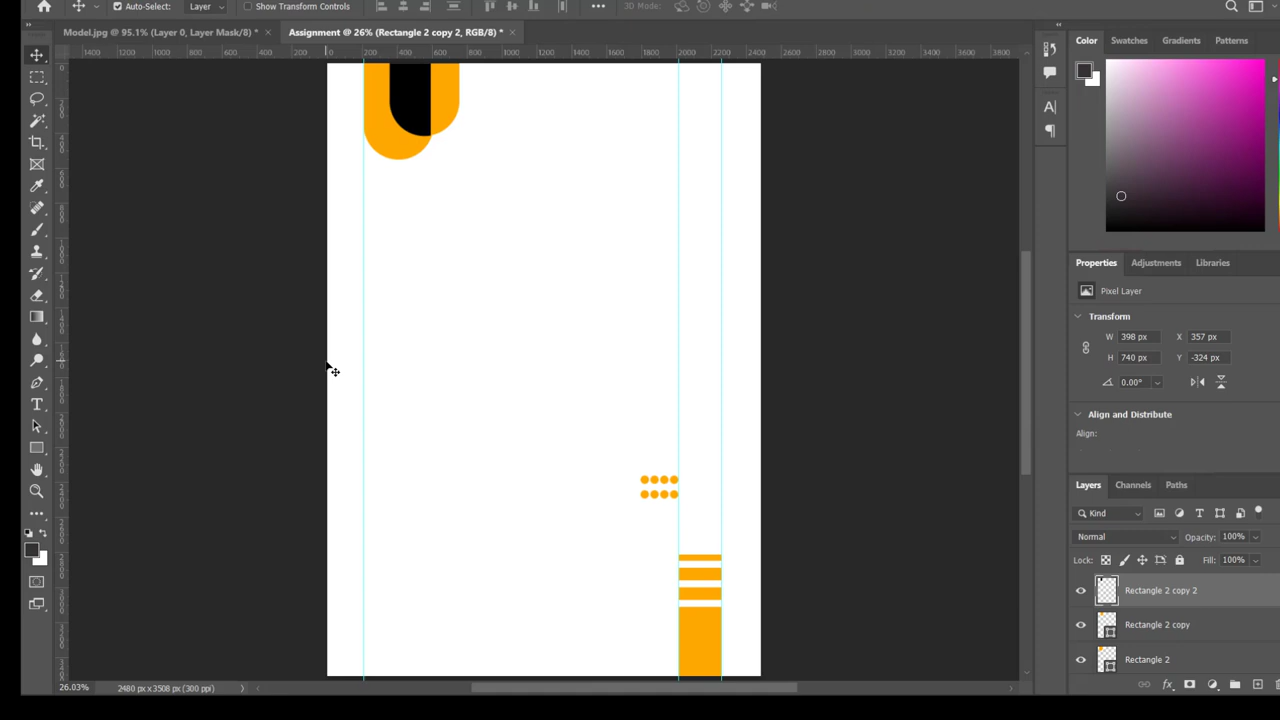 Auto-Select: Layer Show Transform Controls 3D Mode:
Model.jpg @ 95.1% (Layer 0, Layer Mask/8) * × Assignment @ 26% (Rectangle 2 copy 2, RGB/8) * ×
1400 1200 1000 800 600 400 200 0 200 400 600 800 1000 1200 1400 1600 1800 2000 2200 2400 2600 2800 3000 3200 3400 3600 3800
Color Swatches Gradients Patterns
Properties Adjustments Libraries
Pixel Layer
Transform
W 398 px X 357 px
H 740 px Y -324 px
0.00°
Align and Distribute
Align:
Layers Channels Paths
Kind
Normal Opacity: 100%
Lock: Fill: 100%
Rectangle 2 copy 2
Rectangle 2 copy
Rectangle 2
26.03% 2480 px x 3508 px (300 ppi)